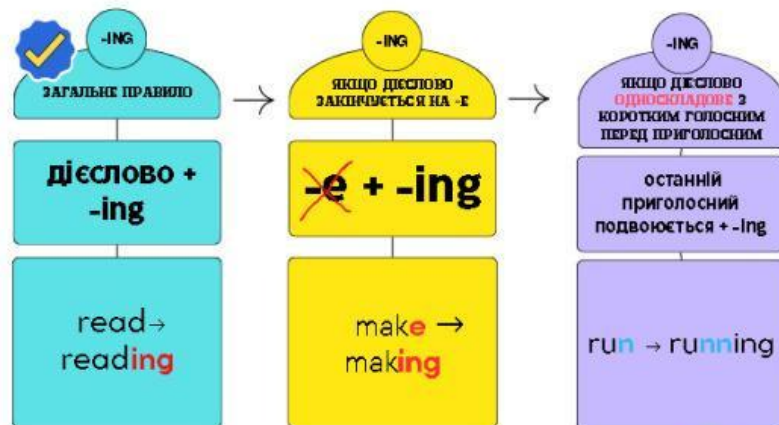 -ING
ЗАГАЛЬНЕ ПРАВИЛО
ДІЄСЛОВО +
-ing
read→
reading
-ING
ЯКЩО ДІЄСЛОВО
ЗАКІНЧУЄТЬСЯ НА -Е
-e + -ing
make →
making
-ING
ЯКЩО ДІЄСЛОВО
ОДНОСКЛАДОВЕ З
КОРОТКИМ ГОЛОСНИМ
ПЕРЕД ПРИГОЛОСНИМ
останній
приголосний
подвоюється + -ing
run → running